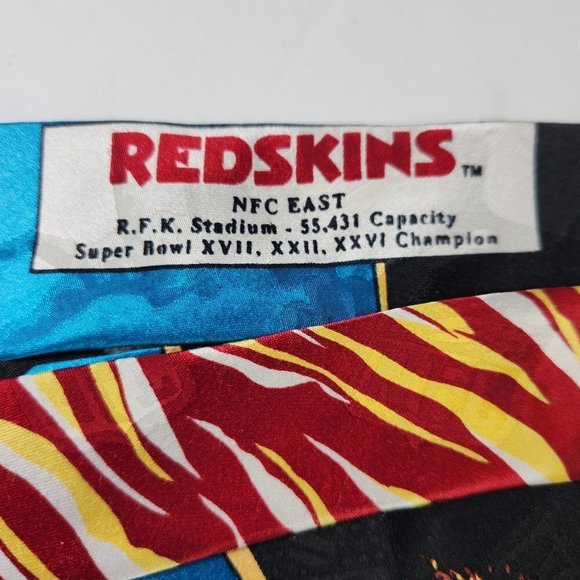 REDSKINS™
NFC EAST
R.F.K. Stadium - 55,431 Capacity
Super Bowl XVII, XXII, XXVI Champion